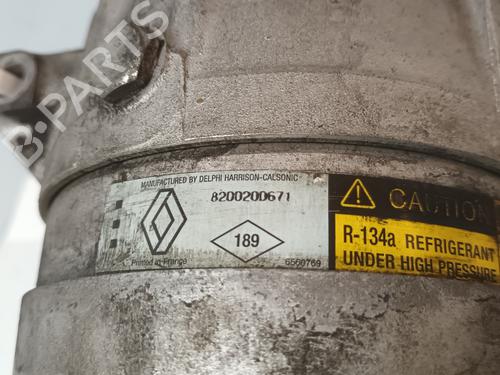 B-PARTS
MANUFACTURED BY DELPHI HARRISON-CALSONIC
8200200671
189
Printed in France
6560769
CAUTION
R-134a REFRIGERANT
UNDER HIGH PRESSURE